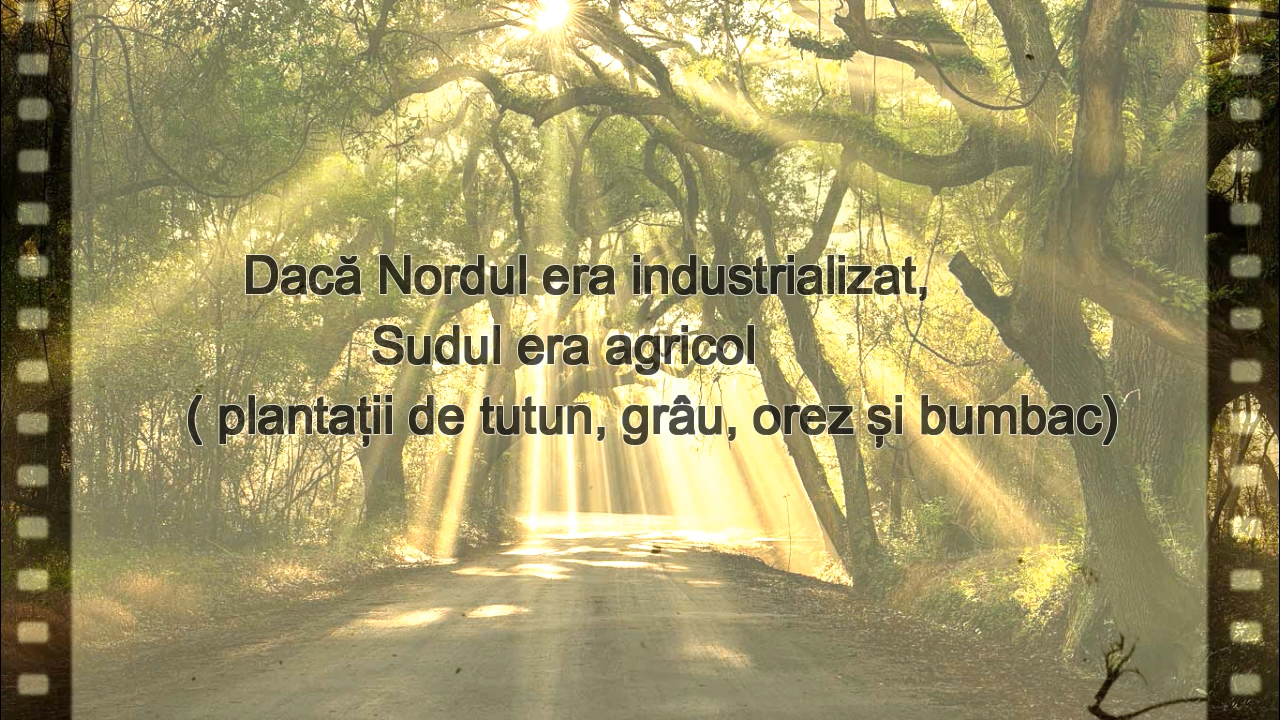 Dacă Nordul era industrializat,
Sudul era agricol
( plantații de tutun, grâu, orez și bumbac)